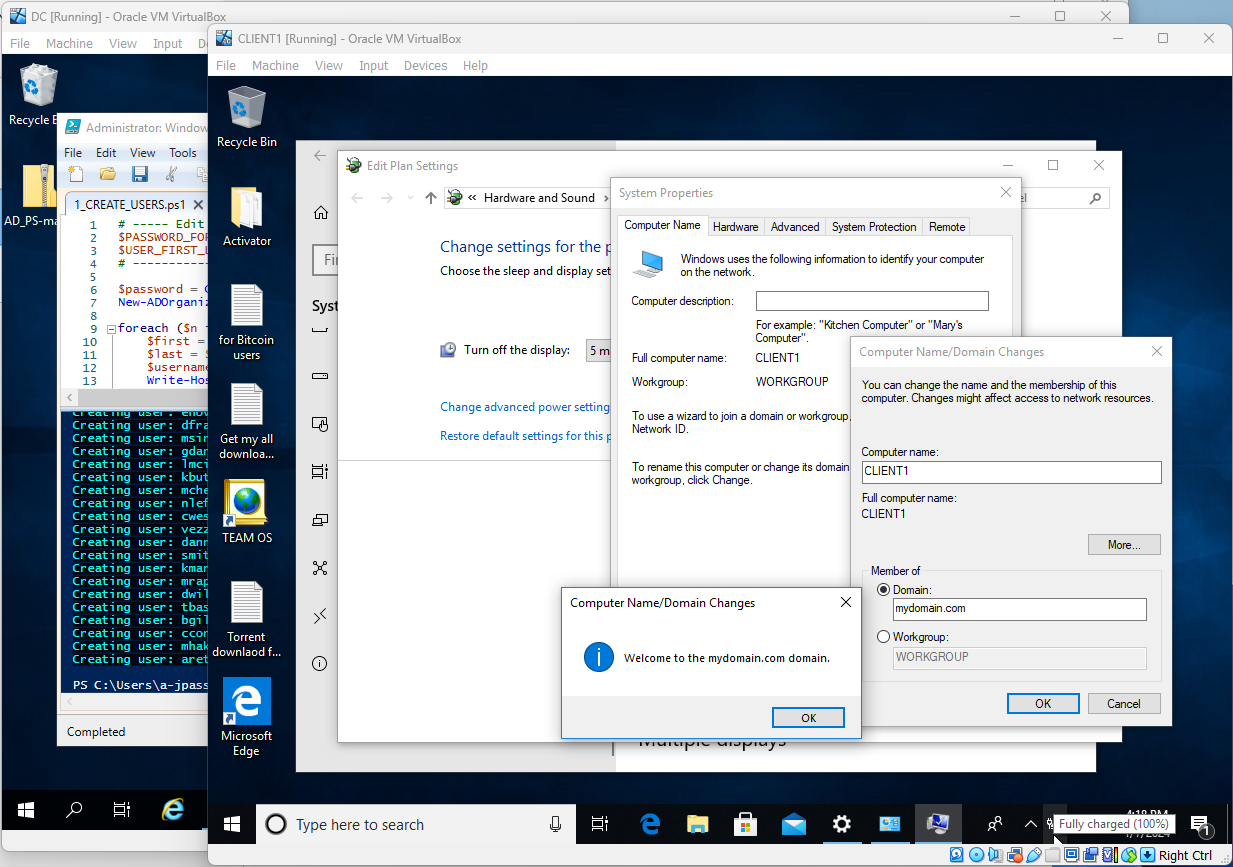 DC [Running] - Oracle VM VirtualBox
File Machine View Input
CLIENT1 [Running] - Oracle VM VirtualBox
File Machine View Input Devices Help
Recycle
AD_PS-ma
Administrator: Window
File Edit View Tools
1_CREATE_USERS.ps1
1 # ----- Edit
2 $PASSWORD_FOR
3 $USER_FIRST_L
4 # -----------
5
6 $password =
7 New-ADOrganiz
8
9 foreach ($n
10 $first =
11 $last =
12 $username
13 Write-Hos
Creating user: enov
Creating user: dfra
Creating user: msin
Creating user: gdan
Creating user: lmci
Creating user: kbut
Creating user: mche
Creating user: nlef
Creating user: cwes
Creating user: vezz
Creating user: dann
Creating user: smit
Creating user: kman
Creating user: mrap
Creating user: dwil
Creating user: tbas
Creating user: bgil
Creating user: ccon
Creating user: mhak
Creating user: aret
PS C:\Users\a-jpass
Completed
Recycle Bin
Activator
for Bitcoin
users
Get my all
downloa...
TEAM OS
Torrent
downlaod f...
Microsoft
Edge
Fin
Syst
Multiple displays
Edit Plan Settings
« Hardware and Sound ›
Change settings for the p
Choose the sleep and display set
Turn off the display:
5 m
Change advanced power setting
Restore default settings for this p
System Properties
Computer Name Hardware Advanced System Protection Remote
Windows uses the following information to identify your computer
on the network.
Computer description:
For example: "Kitchen Computer" or "Mary's
Computer".
Full computer name: CLIENT1
Workgroup: WORKGROUP
To use a wizard to join a domain or workgroup,
Network ID.
To rename this computer or change its domain
workgroup, click Change.
Computer Name/Domain Changes
You can change the name and the membership of this
computer. Changes might affect access to network resources.
Computer name:
CLIENT1
Full computer name:
CLIENT1
More...
Member of
Domain:
mydomain.com
Workgroup:
WORKGROUP
OK Cancel
Computer Name/Domain Changes
Welcome to the mydomain.com domain.
OK
Type here to search
4:18 PM
Fully charged (100%)
1
Right Ctrl